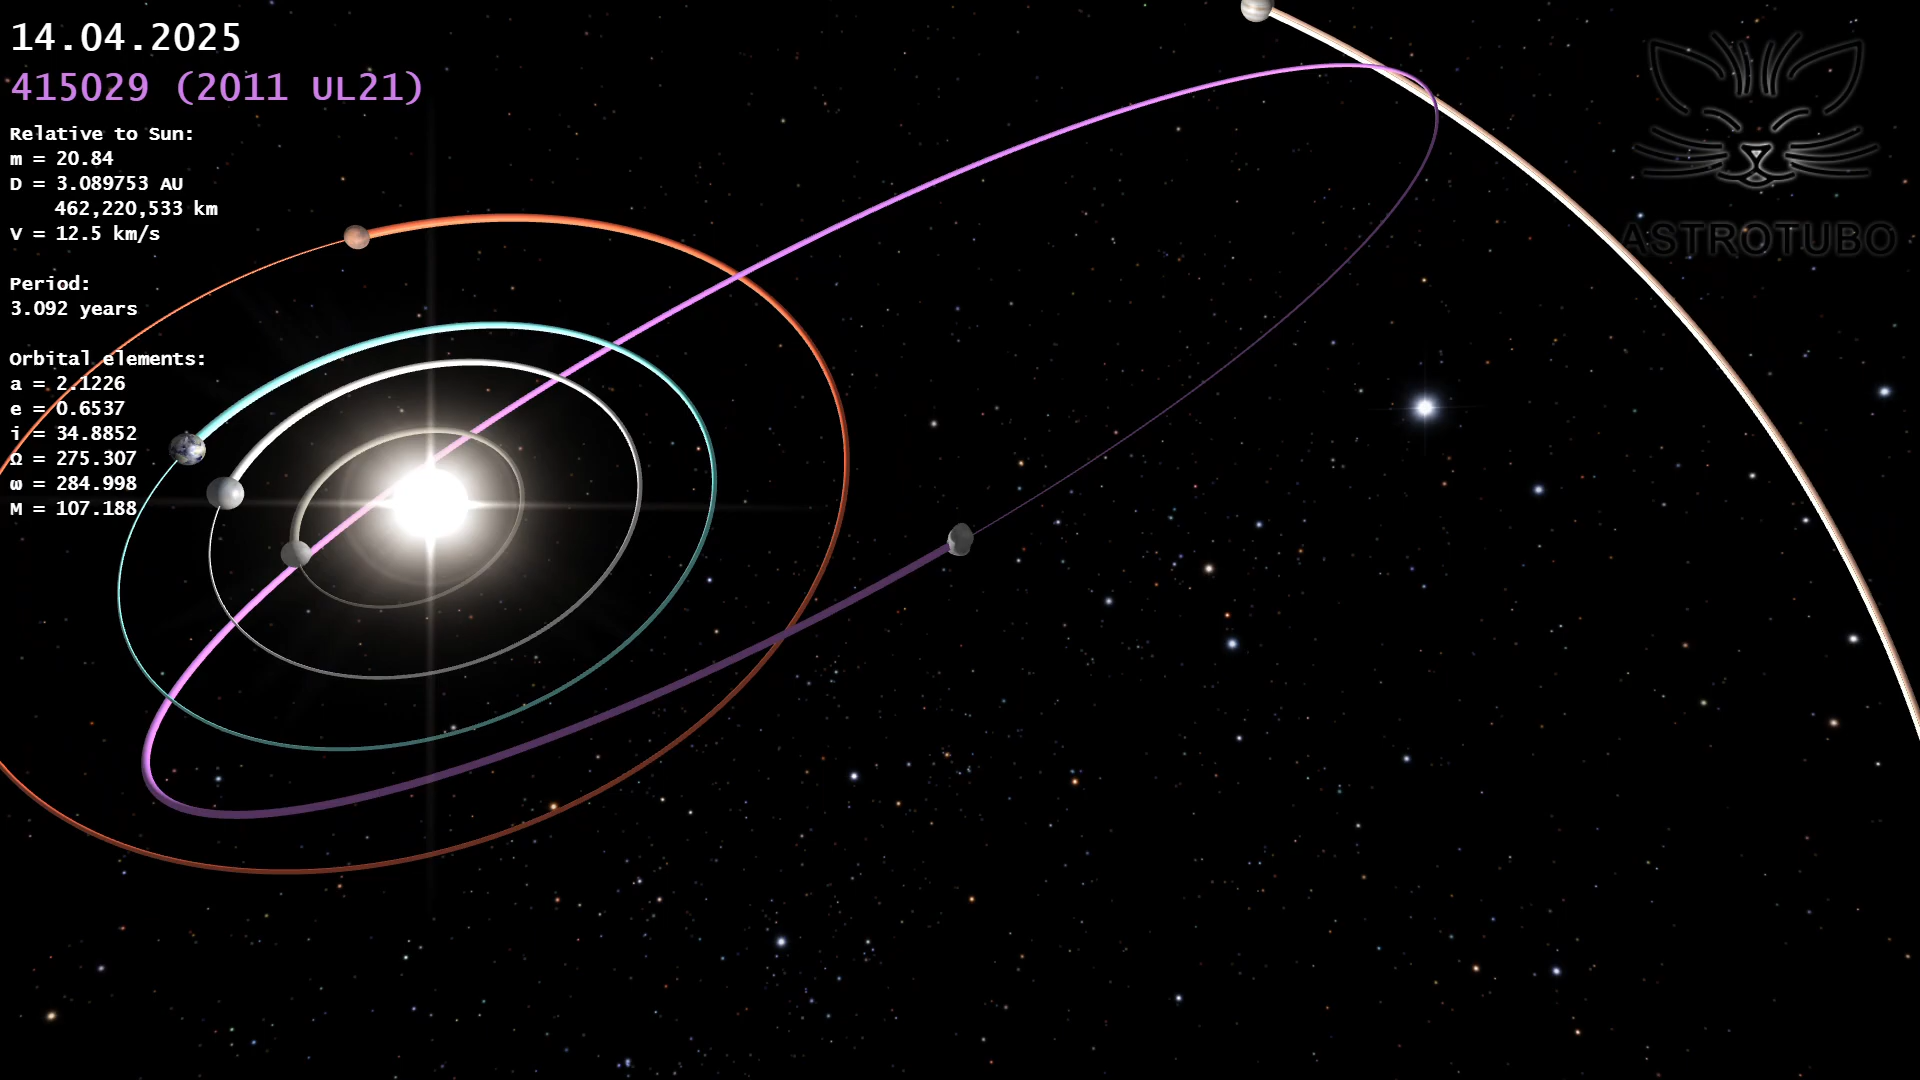 14.04.2025
415029 (2011 UL21)
Relative to Sun:
m = 20.84
D = 3.089753 AU
462,220,533 km
V = 12.5 km/s
Period:
3.092 years
Orbital elements:
a = 2.1226
e = 0.6537
i = 34.8852
Ω = 275.307
ω = 284.998
M = 107.188
ASTROTUBO